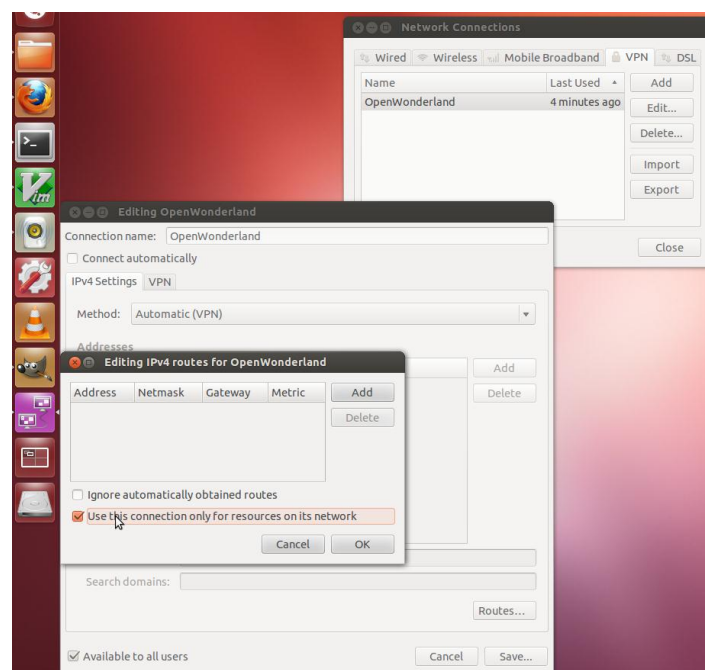 Network Connections
Wired Wireless Mobile Broadband VPN DSL
Name Last Used Add
OpenWonderland 4 minutes ago Edit...
Delete...
Import
Export
Close
>_
Vim
Editing OpenWonderland
Connection name: OpenWonderland
Connect automatically
IPv4 Settings VPN
Method: Automatic (VPN)
Addresses
Add
Delete
Editing IPv4 routes for OpenWonderland
Address Netmask Gateway Metric Add
Delete
Ignore automatically obtained routes
Use this connection only for resources on its network
Cancel OK
Search domains:
Routes...
Available to all users Cancel Save...